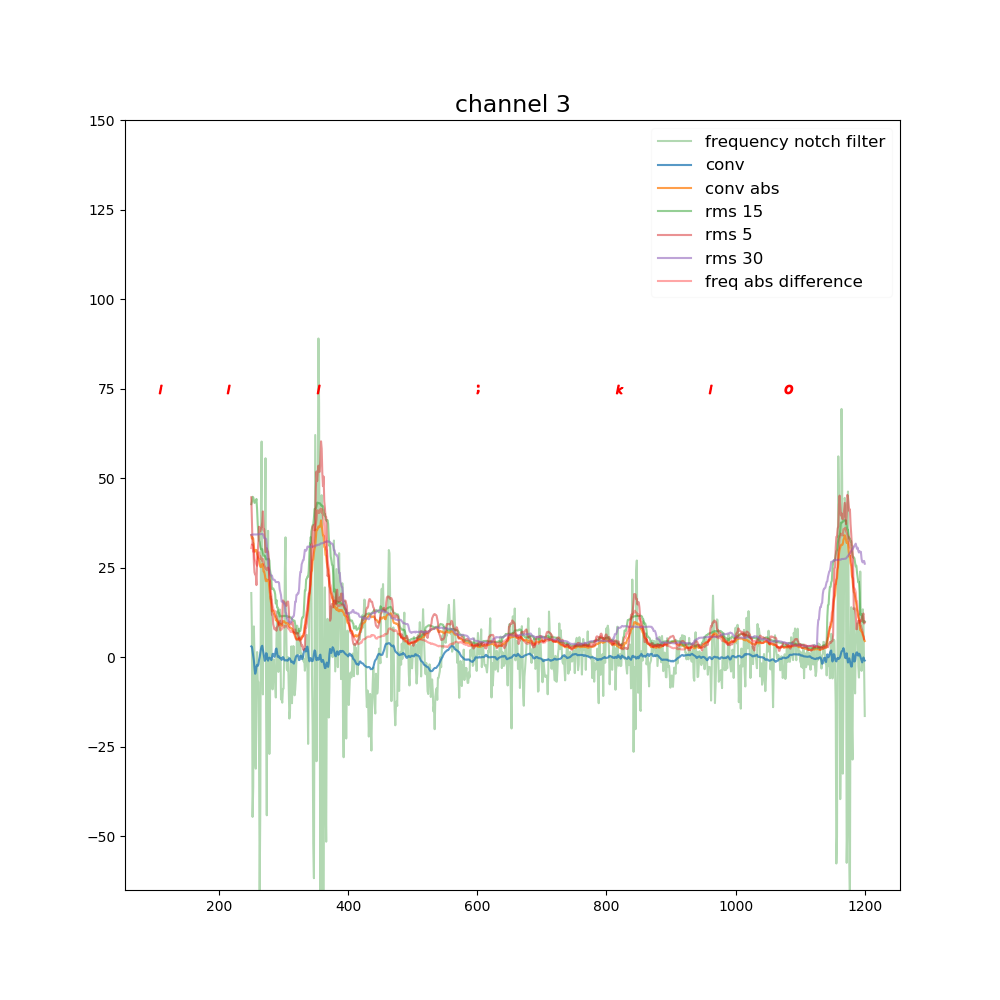 channel 3
150
125
100
75
50
25
0
−25
−50
200 400 600 800 1000 1200
frequency notch filter
conv
conv abs
rms 15
rms 5
rms 30
freq abs difference
l l l ; k l o